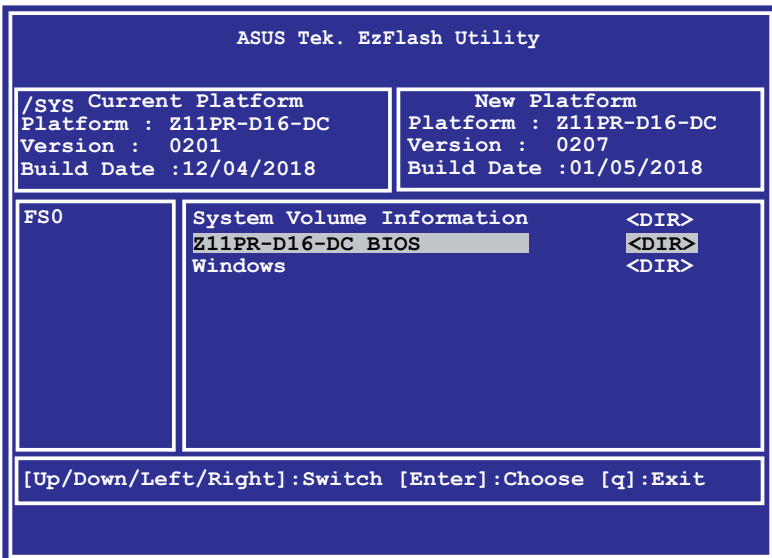 ASUS Tek. EzFlash Utility
/SYS Current Platform
Platform : Z11PR-D16-DC
Version : 0201
Build Date :12/04/2018
New Platform
Platform : Z11PR-D16-DC
Version : 0207
Build Date :01/05/2018
FS0
System Volume Information <DIR>
Z11PR-D16-DC BIOS <DIR>
Windows <DIR>
[Up/Down/Left/Right]:Switch [Enter]:Choose [q]:Exit